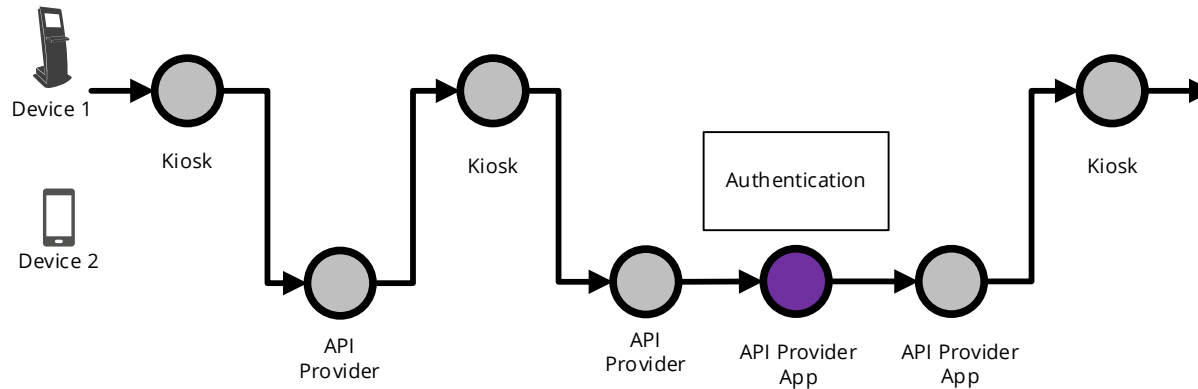 Device 1
Kiosk
Kiosk
Kiosk
Authentication
Device 2
API
Provider
API
Provider
API Provider
App
API Provider
App